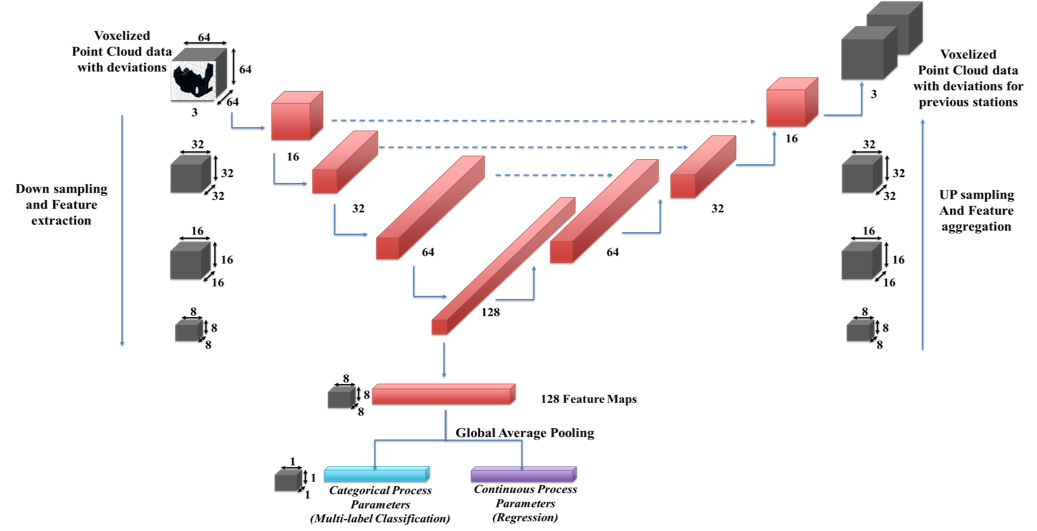 Voxelized
Point Cloud data
with deviations
64
64
64
3
16
32
64
128
64
32
16
3
Voxelized
Point Cloud data
with deviations for
previous stations
Down sampling
and Feature
extraction
32
32
32
16
16
16
8
8
8
32
32
32
16
16
16
8
8
8
UP sampling
And Feature
aggregation
8
8
8
128 Feature Maps
Global Average Pooling
1
1
1
Categorical Process
Parameters
(Multi-label Classification)
Continuous Process
Parameters
(Regression)